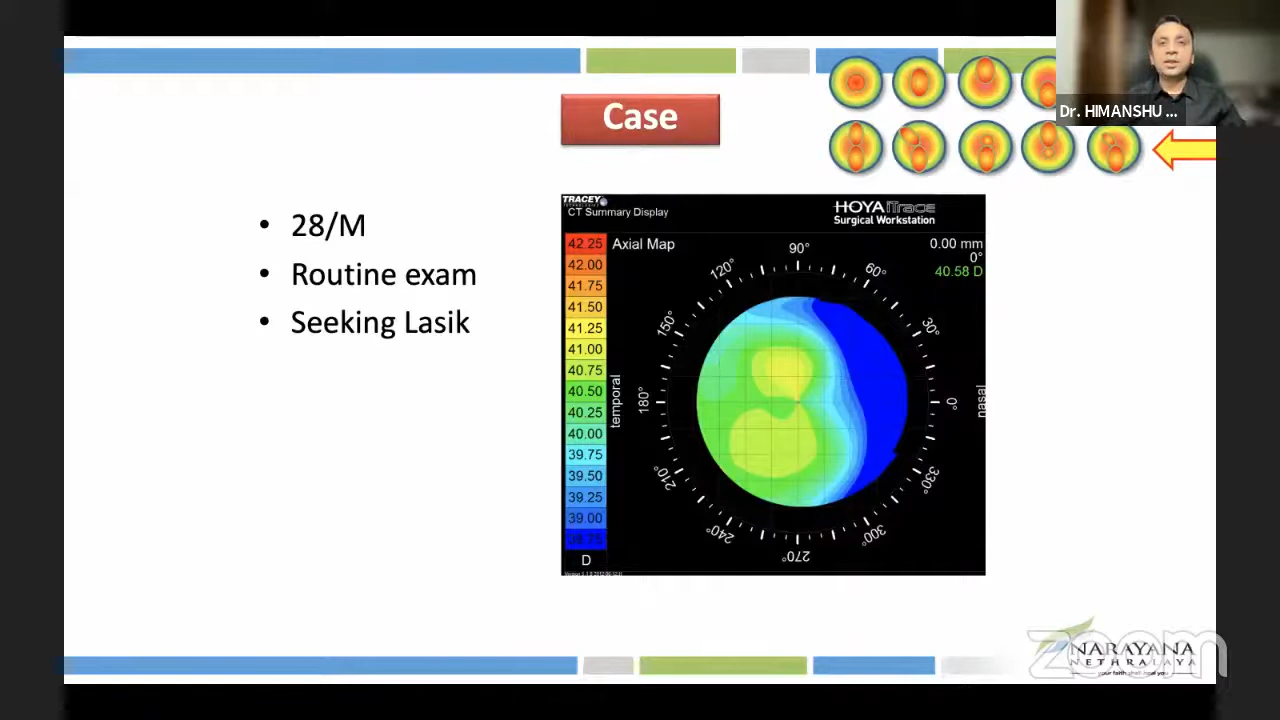 Case
Dr. HIMANSHU ...
• 28/M
• Routine exam
• Seeking Lasik
TRACEY
CT Summary Display
HOYA iTrace
Surgical Workstation
Axial Map
0.00 mm
0°
40.58 D
42.25
42.00
41.75
41.50
41.25
41.00
40.75
40.50
40.25
40.00
39.75
39.50
39.25
39.00
38.75
D
90°
60°
30°
0°
330°
300°
270°
240°
210°
180°
150°
120°
temporal
nasal
zoom
NARAYANA
NETHRALAYA